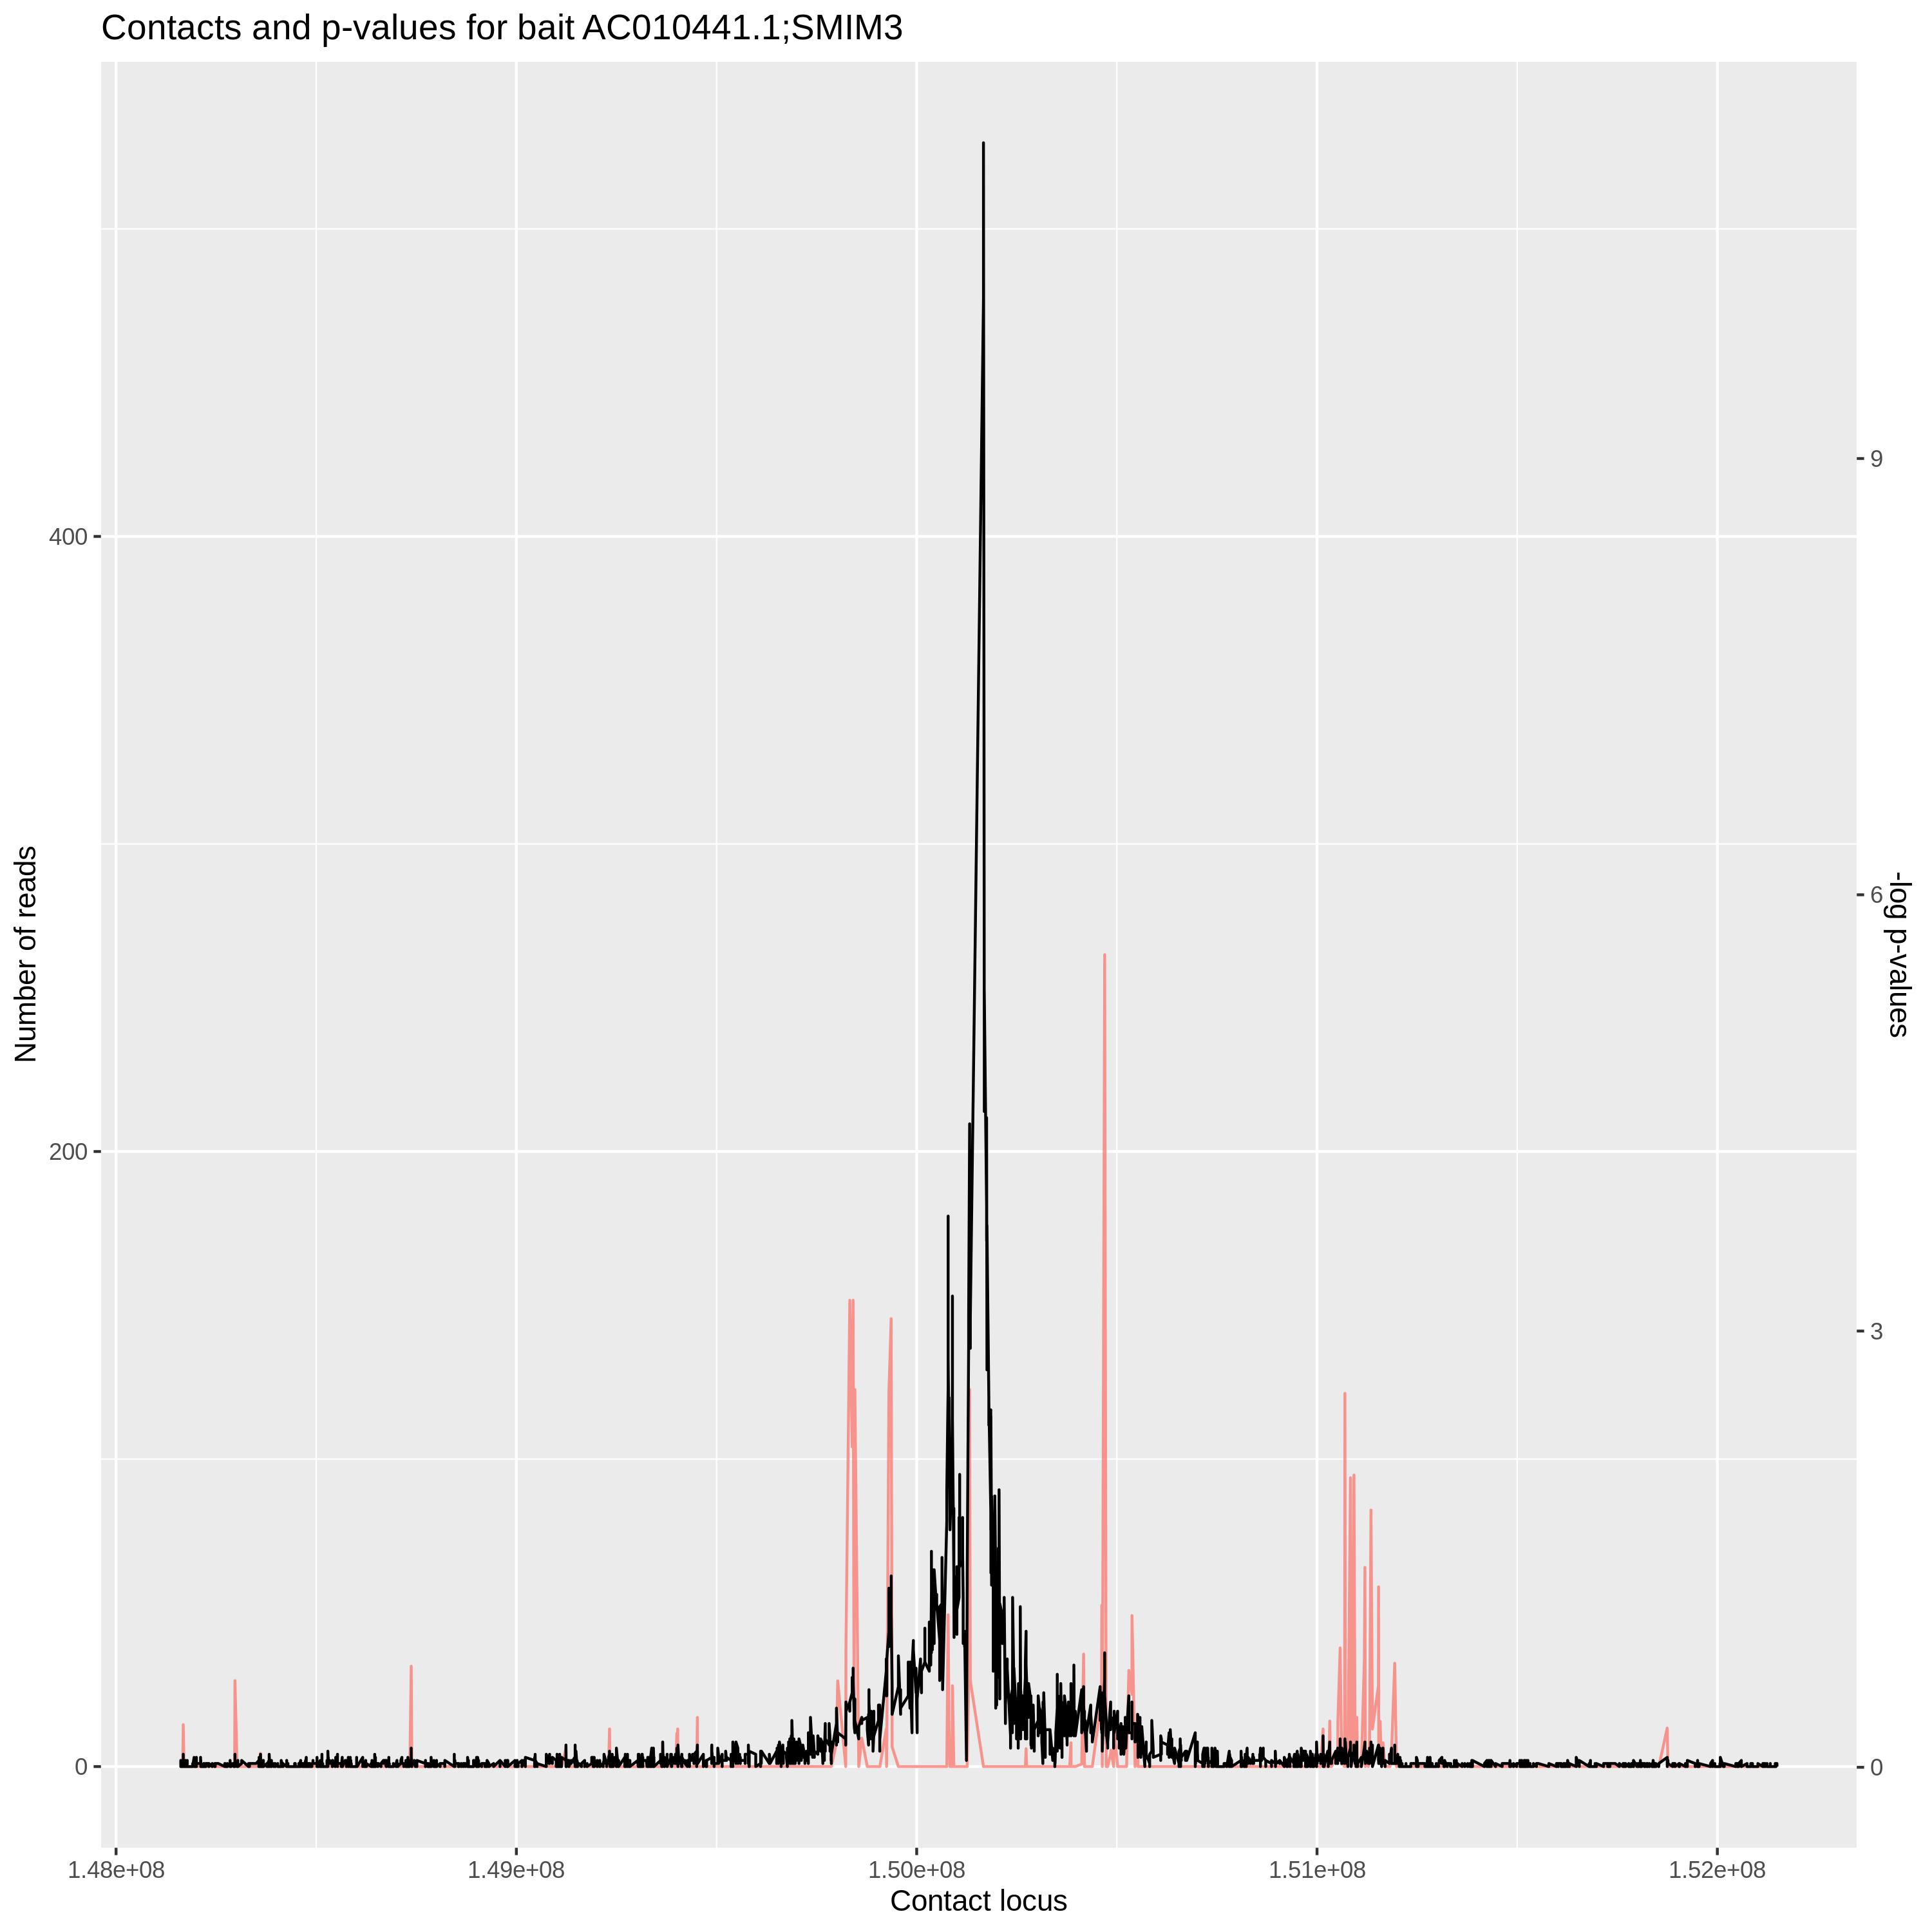 Contacts and p-values for bait AC010441.1;SMIM3
Number of reads
400
200
0
9
6
3
0
-log p-values
1.48e+08
1.49e+08
1.50e+08
1.51e+08
1.52e+08
Contact locus